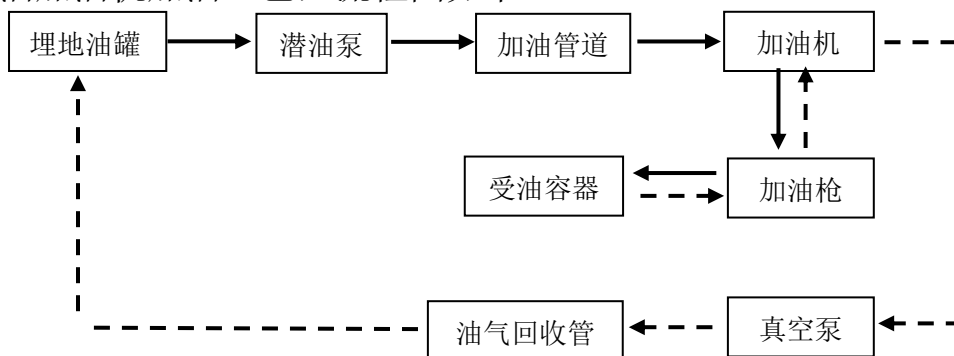 埋地油罐
潜油泵
加油管道
加油机
受油容器
加油枪
油气回收管
真空泵